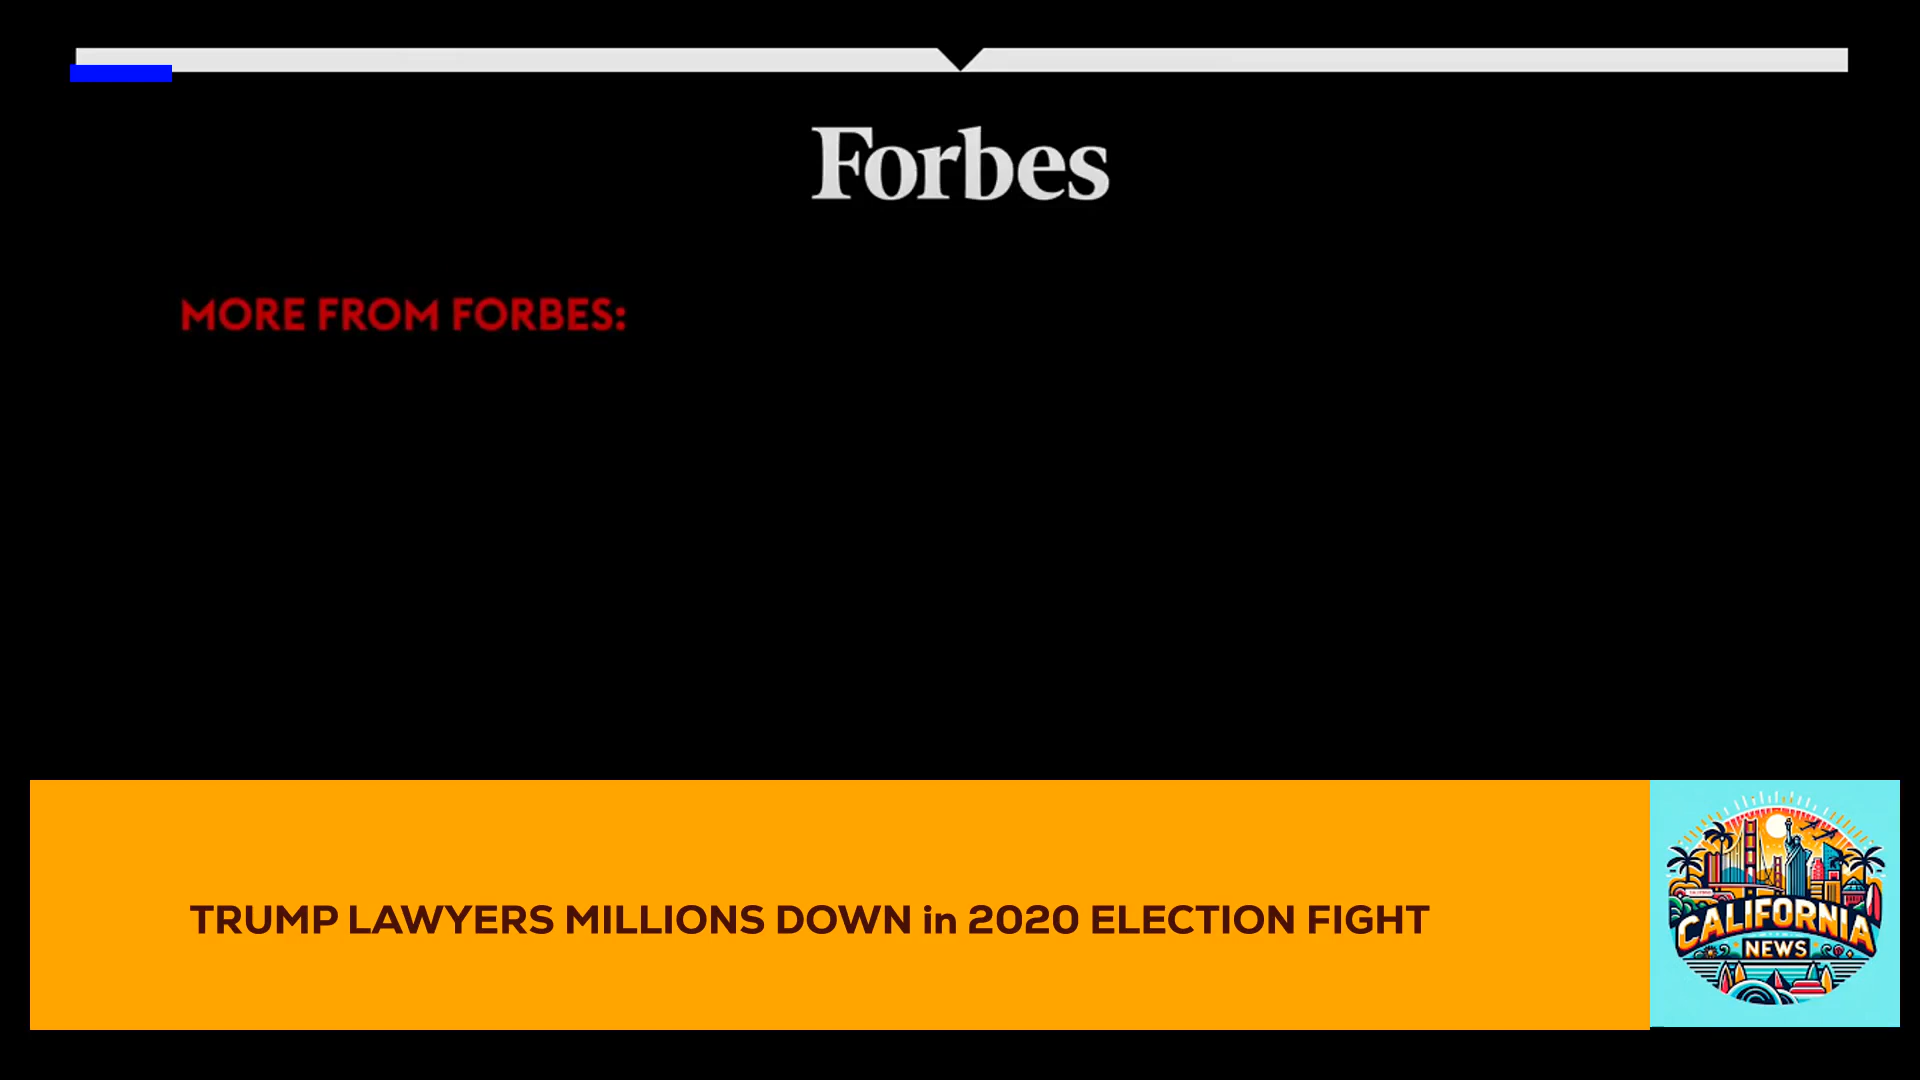 Forbes
MORE FROM FORBES:
TRUMP LAWYERS MILLIONS DOWN in 2020 ELECTION FIGHT
CALIFORNIA
NEWS